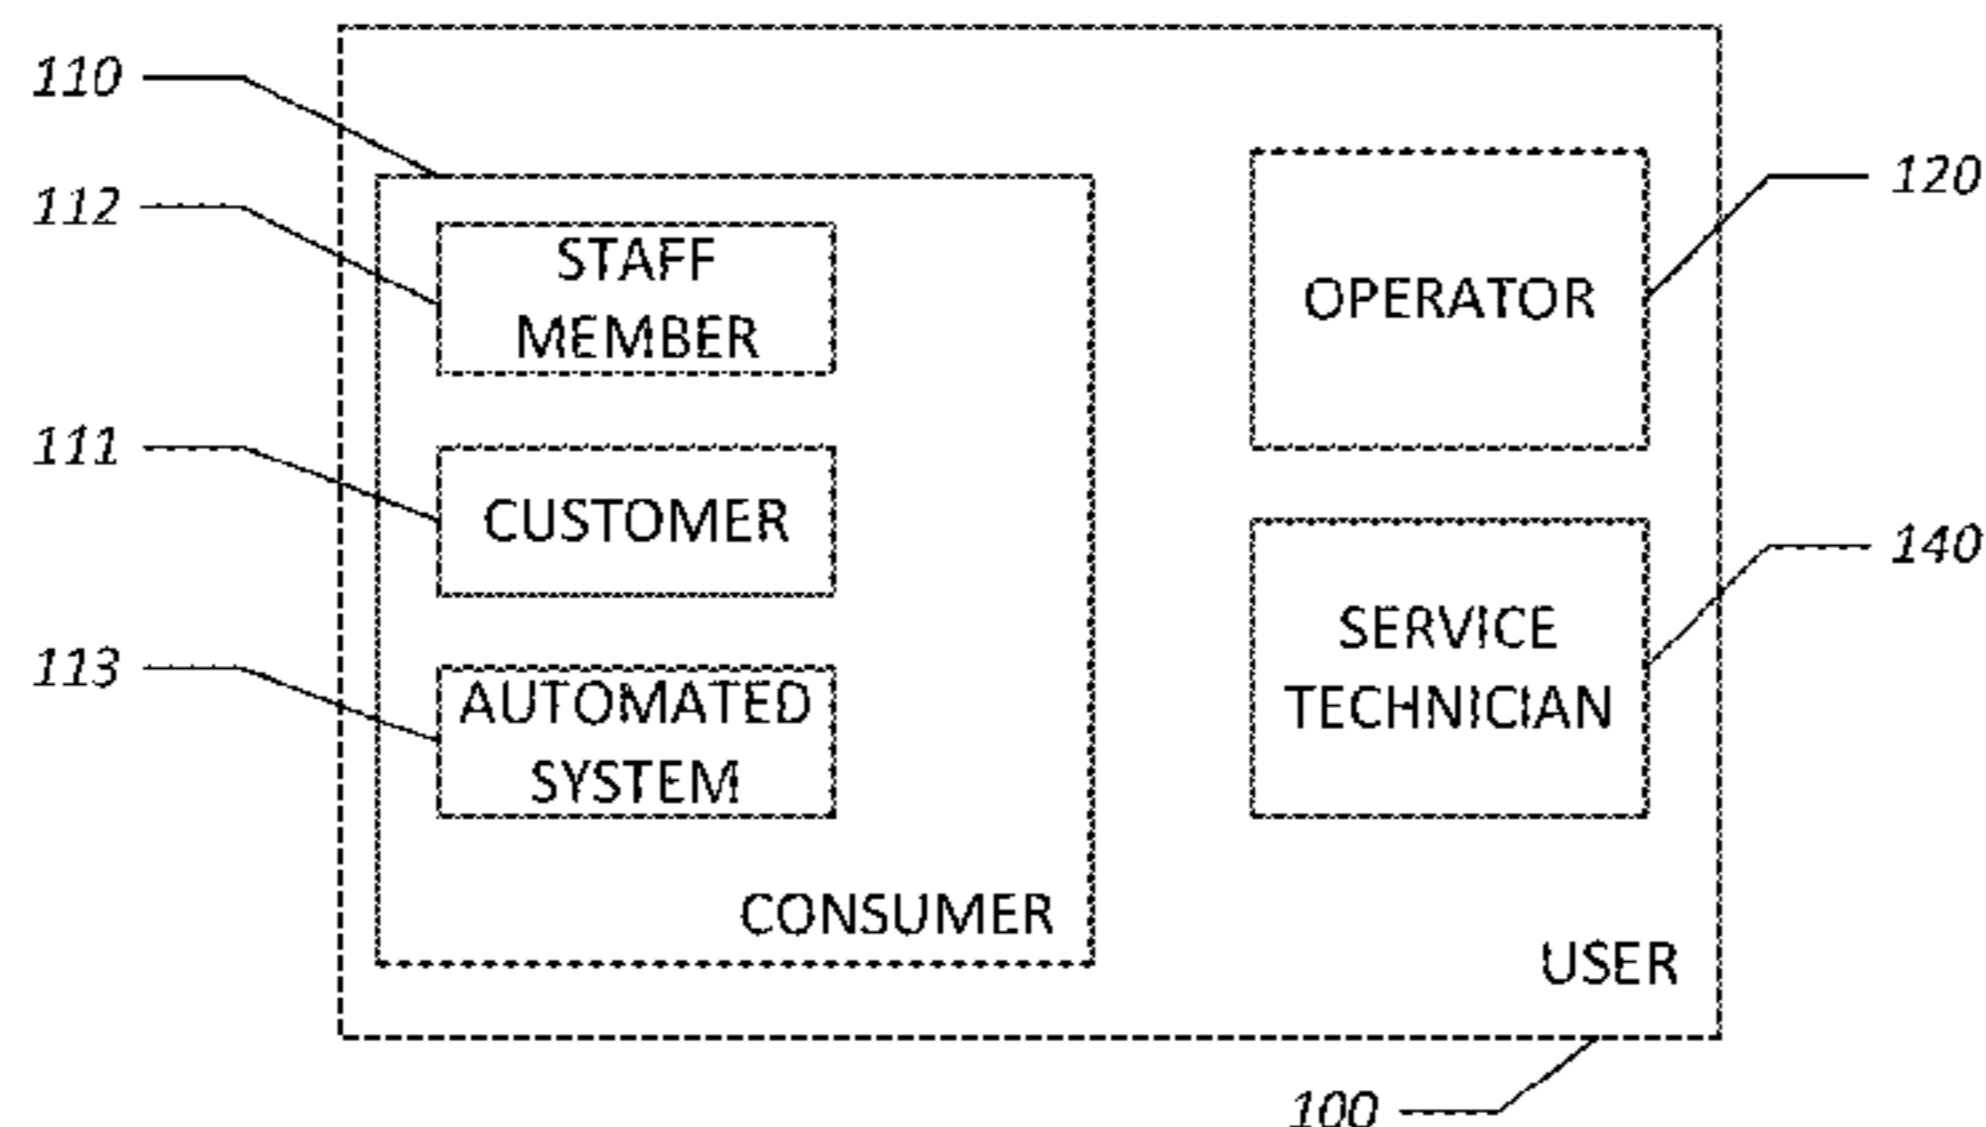 110
112
STAFF
MEMBER
111
CUSTOMER
113
AUTOMATED
SYSTEM
CONSUMER
OPERATOR
120
SERVICE
TECHNICIAN
140
USER
100